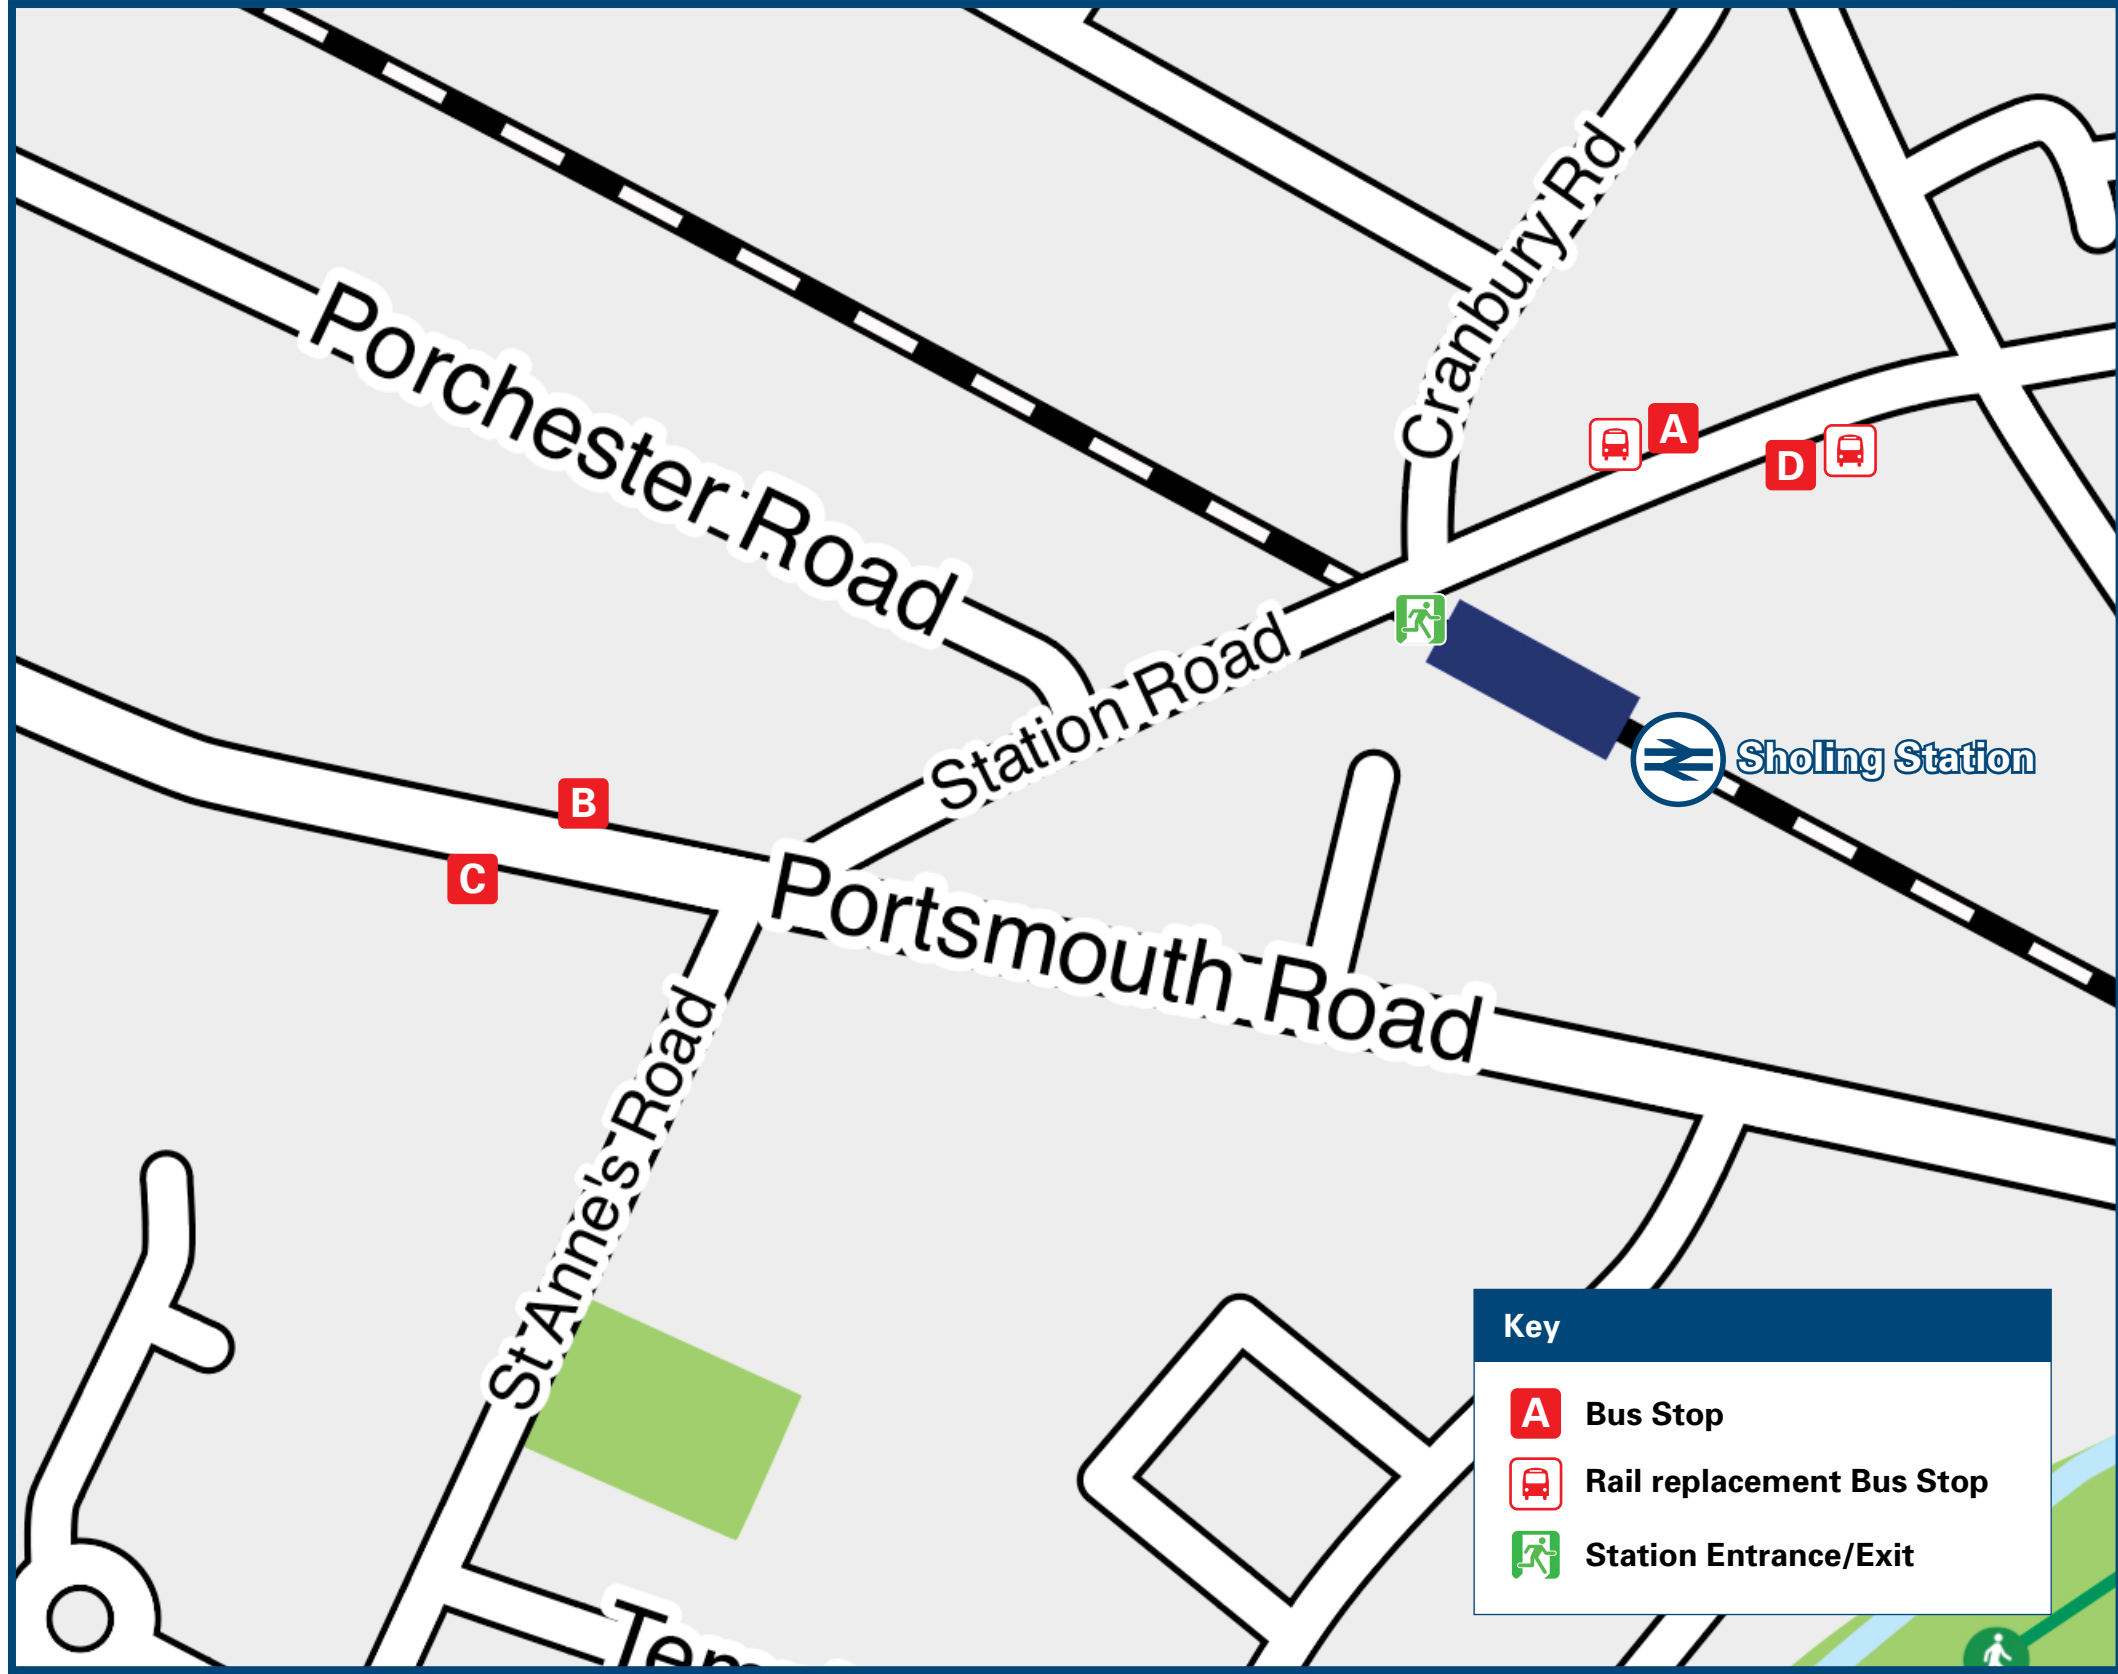 Cranbury Rd
Porchester Road
A
D
Station Road
Sholing Station
B
C
Portsmouth Road
St Anne's Road
Key
A Bus Stop
Rail replacement Bus Stop
Station Entrance/Exit